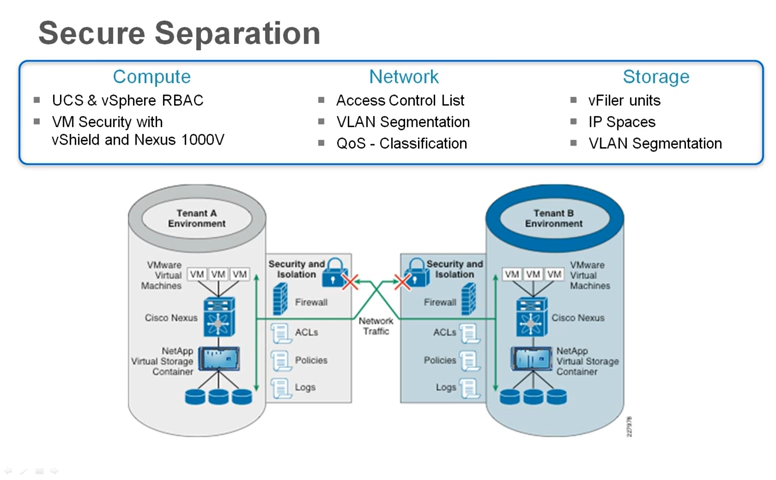 Secure Separation
Compute
UCS & vSphere RBAC
VM Security with
vShield and Nexus 1000V
Network
Access Control List
VLAN Segmentation
QoS - Classification
Storage
vFiler units
IP Spaces
VLAN Segmentation
Tenant A
Environment
VMware
Virtual
Machines
VM VM VM
Cisco Nexus
NetApp
Virtual Storage
Container
Security and
Isolation
Firewall
ACLs
Policies
Logs
Network
Traffic
Security and
Isolation
Firewall
ACLs
Policies
Logs
Tenant B
Environment
VM VM VM
VMware
Virtual
Machines
Cisco Nexus
NetApp
Virtual Storage
Container
227978